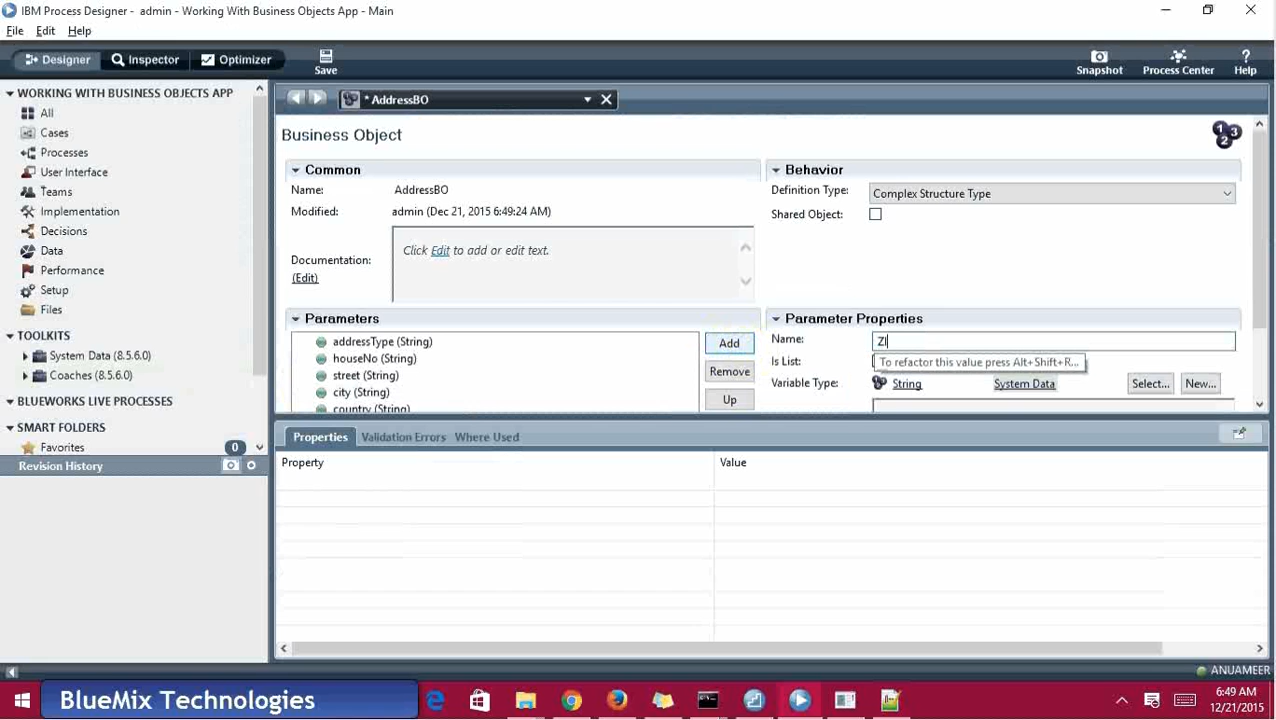 IBM Process Designer - admin - Working With Business Objects App - Main
File Edit Help
Designer Inspector Optimizer
Save
Snapshot Process Center Help
WORKING WITH BUSINESS OBJECTS APP
All
Cases
Processes
User Interface
Teams
Implementation
Decisions
Data
Performance
Setup
Files
TOOLKITS
System Data (8.5.6.0)
Coaches (8.5.6.0)
BLUEWORKS LIVE PROCESSES
SMART FOLDERS
Favorites 0
Revision History
* AddressBO
Business Object
1 2 3
Common
Name: AddressBO
Modified: admin (Dec 21, 2015 6:49:24 AM)
Documentation:
(Edit)
Click Edit to add or edit text.
Behavior
Definition Type: Complex Structure Type
Shared Object:
Parameters
addressType (String)
houseNo (String)
street (String)
city (String)
country (String)
Add
Remove
Up
Parameter Properties
Name: ZI
To refactor this value press Alt+Shift+R...
Is List:
Variable Type: String System Data Select... New...
Properties Validation Errors Where Used
Property Value
ANUAMEER
BlueMix Technologies
6:49 AM
12/21/2015